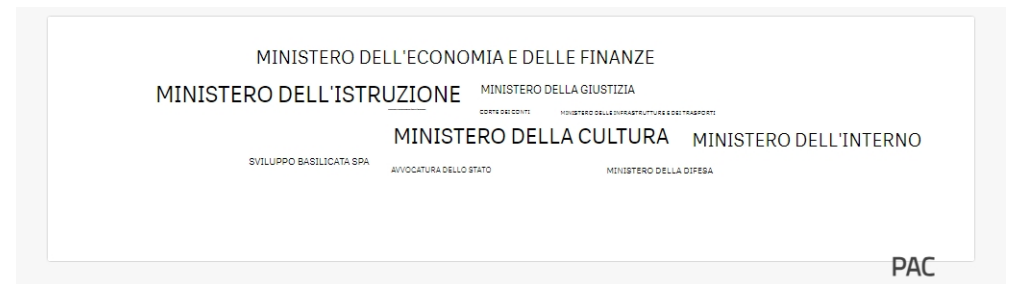 MINISTERO DELL'ECONOMIA E DELLE FINANZE
MINISTERO DELL'ISTRUZIONE MINISTERO DELLA GIUSTIZIA
CORTE DEI CONTI MINISTERO DELLE INFRASTRUTTURE E DEI TRASPORTI
MINISTERO DELLA CULTURA MINISTERO DELL'INTERNO
SVILUPPO BASILICATA SPA AVVOCATURA DELLO STATO MINISTERO DELLA DIFESA
PAC